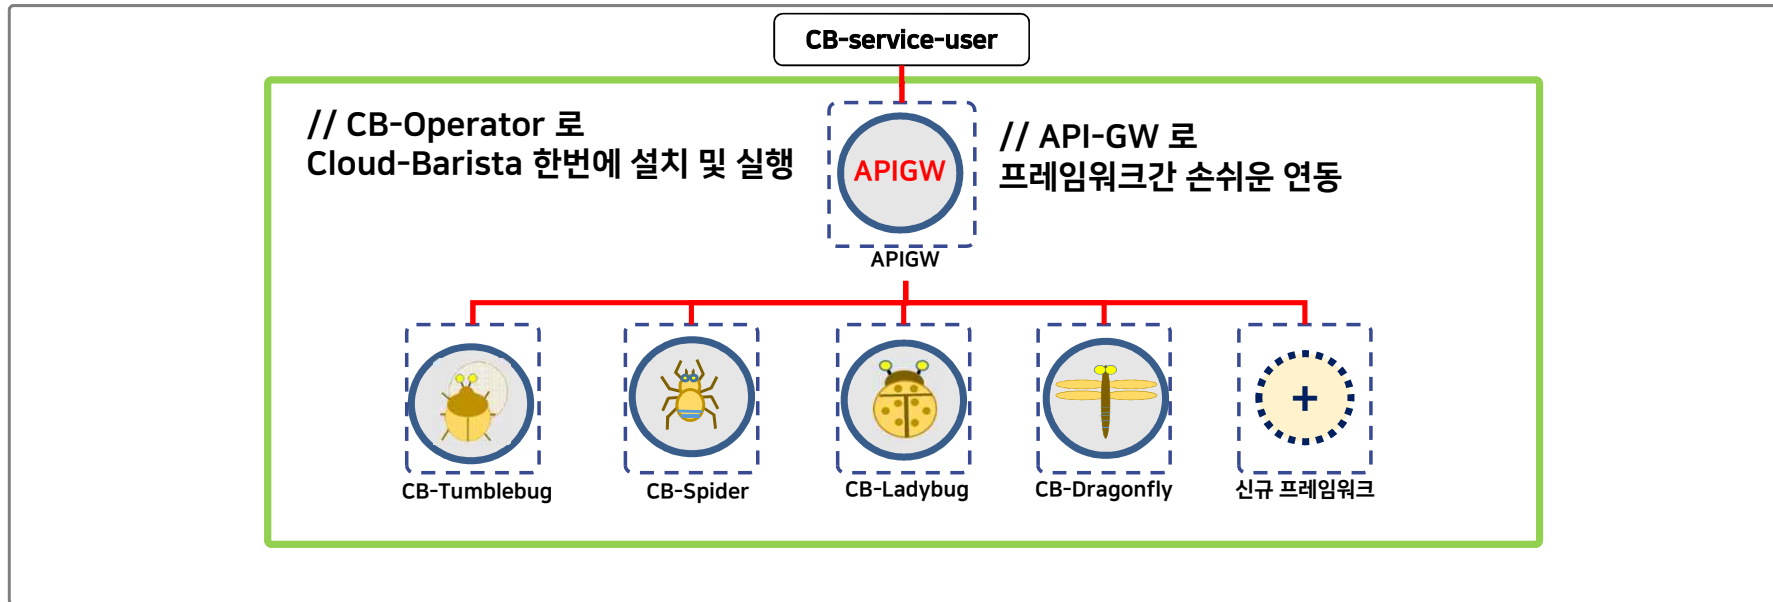 CB-service-user
// CB-Operator 로
Cloud-Barista 한번에 설치 및 실행
// API-GW 로
프레임워크간 손쉬운 연동
APIGW
APIGW
CB-Tumblebug
CB-Spider
CB-Ladybug
CB-Dragonfly
+
신규 프레임워크